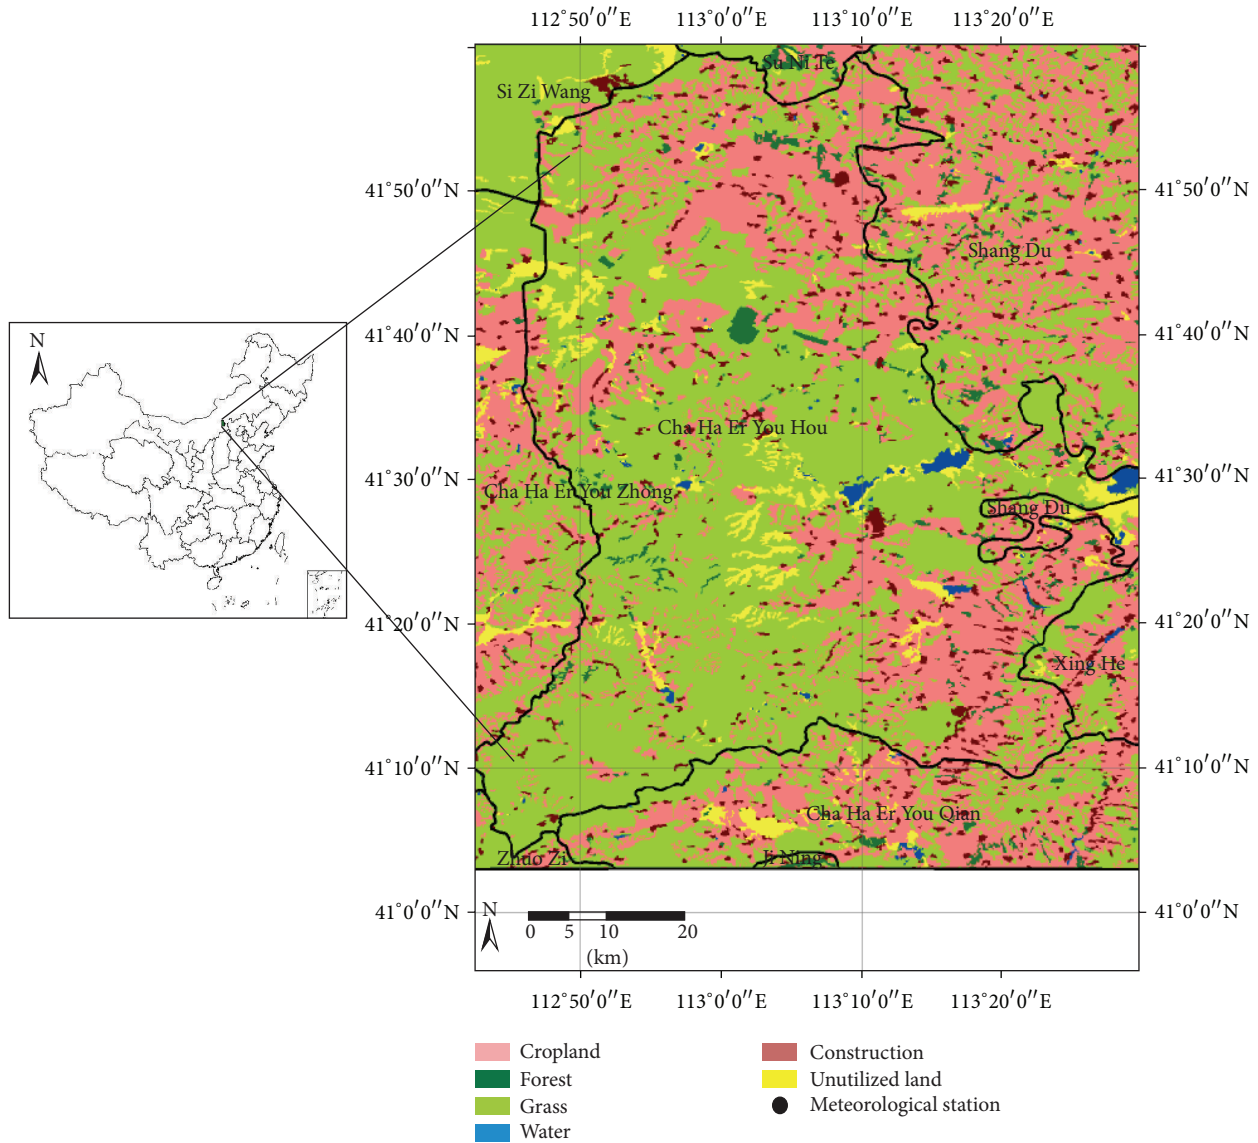 112°50′0″E 113°0′0″E 113°10′0″E 113°20′0″E
Su Ni Te
Si Zi Wang
41°50′0″N 41°50′0″N
Shang Du
N
41°40′0″N 41°40′0″N
Cha Ha Er You Hou
41°30′0″N 41°30′0″N
Cha Ha Er You Zhong
Shang Du
41°20′0″N 41°20′0″N
Xing He
41°10′0″N 41°10′0″N
Cha Ha Er You Qian
Zhuo Zi
Ji Ning
41°0′0″N 41°0′0″N
N
0 5 10 20
(km)
112°50′0″E 113°0′0″E 113°10′0″E 113°20′0″E
Cropland
Forest
Grass
Water
Construction
Unutilized land
Meteorological station